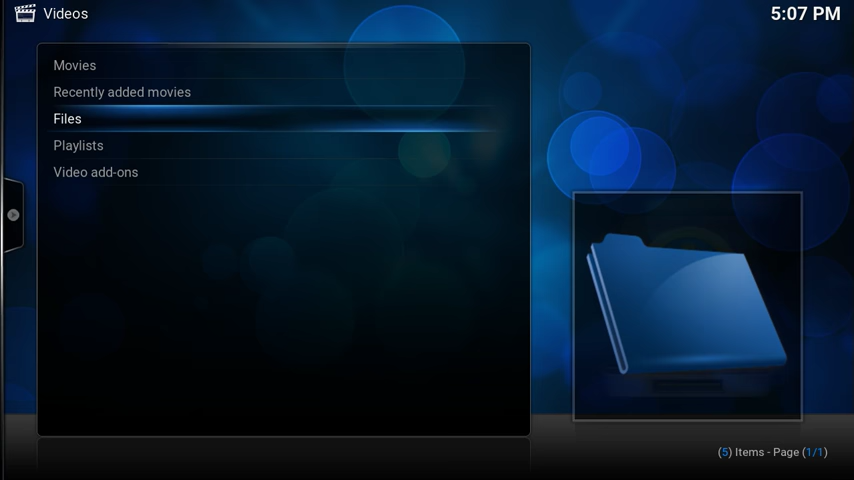 Videos
5:07 PM
Movies
Recently added movies
Files
Playlists
Video add-ons
(5) Items - Page (1/1)